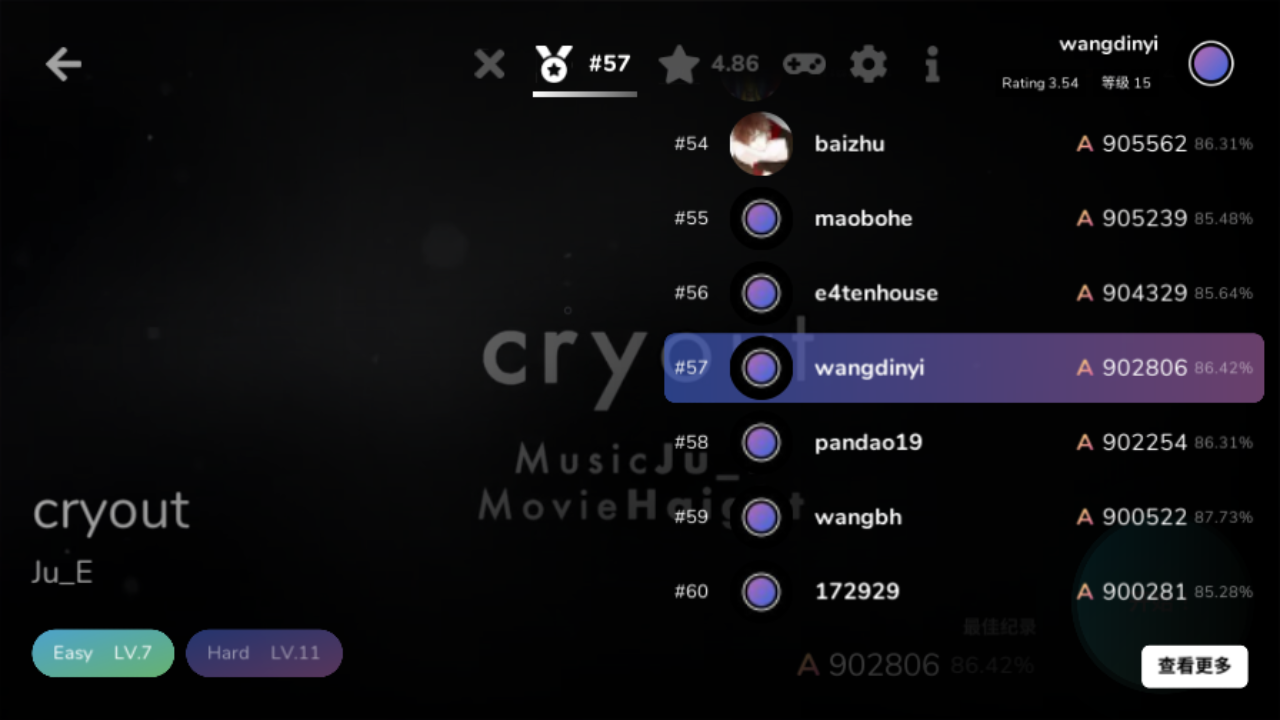 #57
4.86
wangdinyi
Rating 3.54 等级 15
#54 baizhu A 905562 86.31%
#55 maobohe A 905239 85.48%
#56 e4tenhouse A 904329 85.64%
#57 wangdinyi A 902806 86.42%
#58 pandao19 A 902254 86.31%
#59 wangbh A 900522 87.73%
#60 172929 A 900281 85.28%
cryout
MusicJu_
Movie
cryout
Ju_E
Easy LV.7
Hard LV.11
最佳纪录
A 902806 86.42%
查看更多